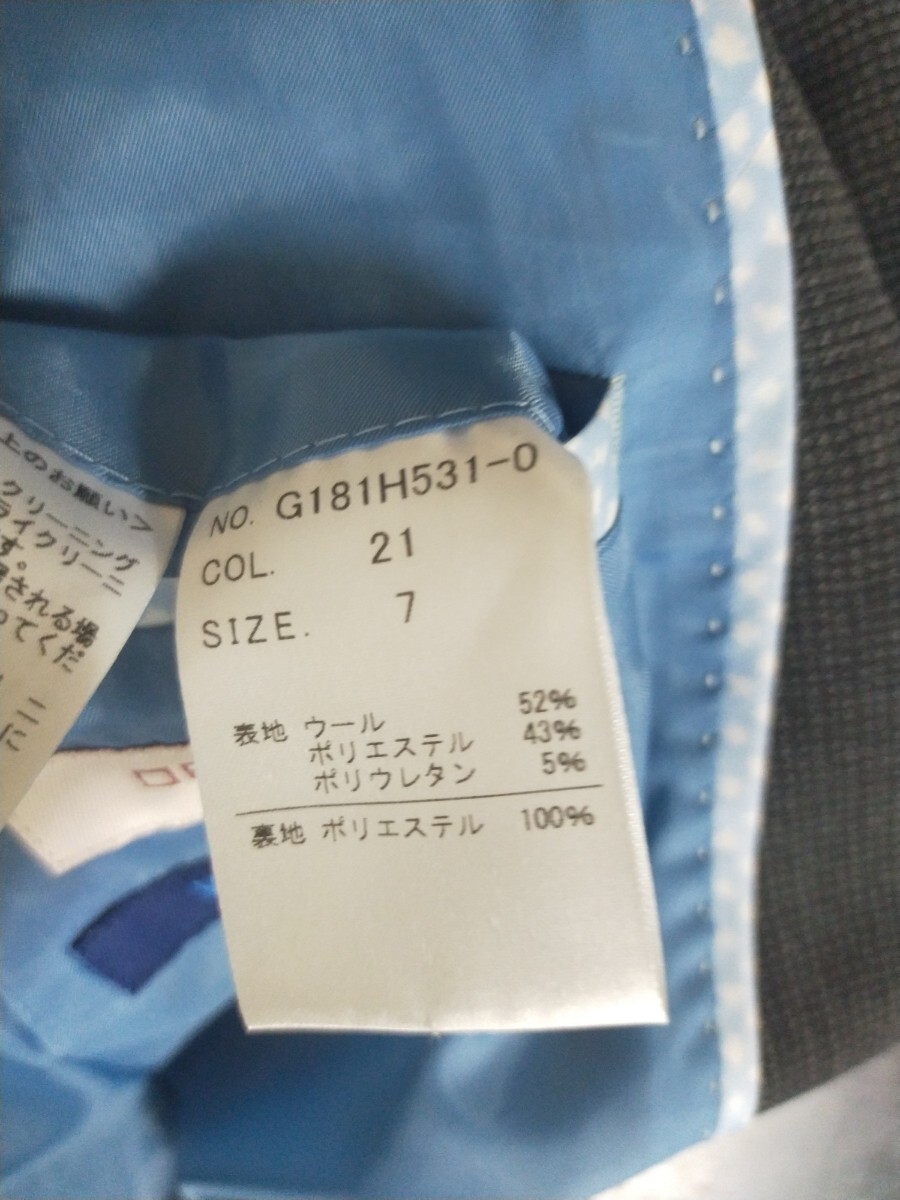 上のお願い
クリーニング
ライクリーニ
す。
される場
ってくだ
に
NO. G181H531-0
COL. 21
SIZE. 7
表地 ウール 52%
ポリエステル 43%
ポリウレタン 5%
裏地 ポリエステル 100%